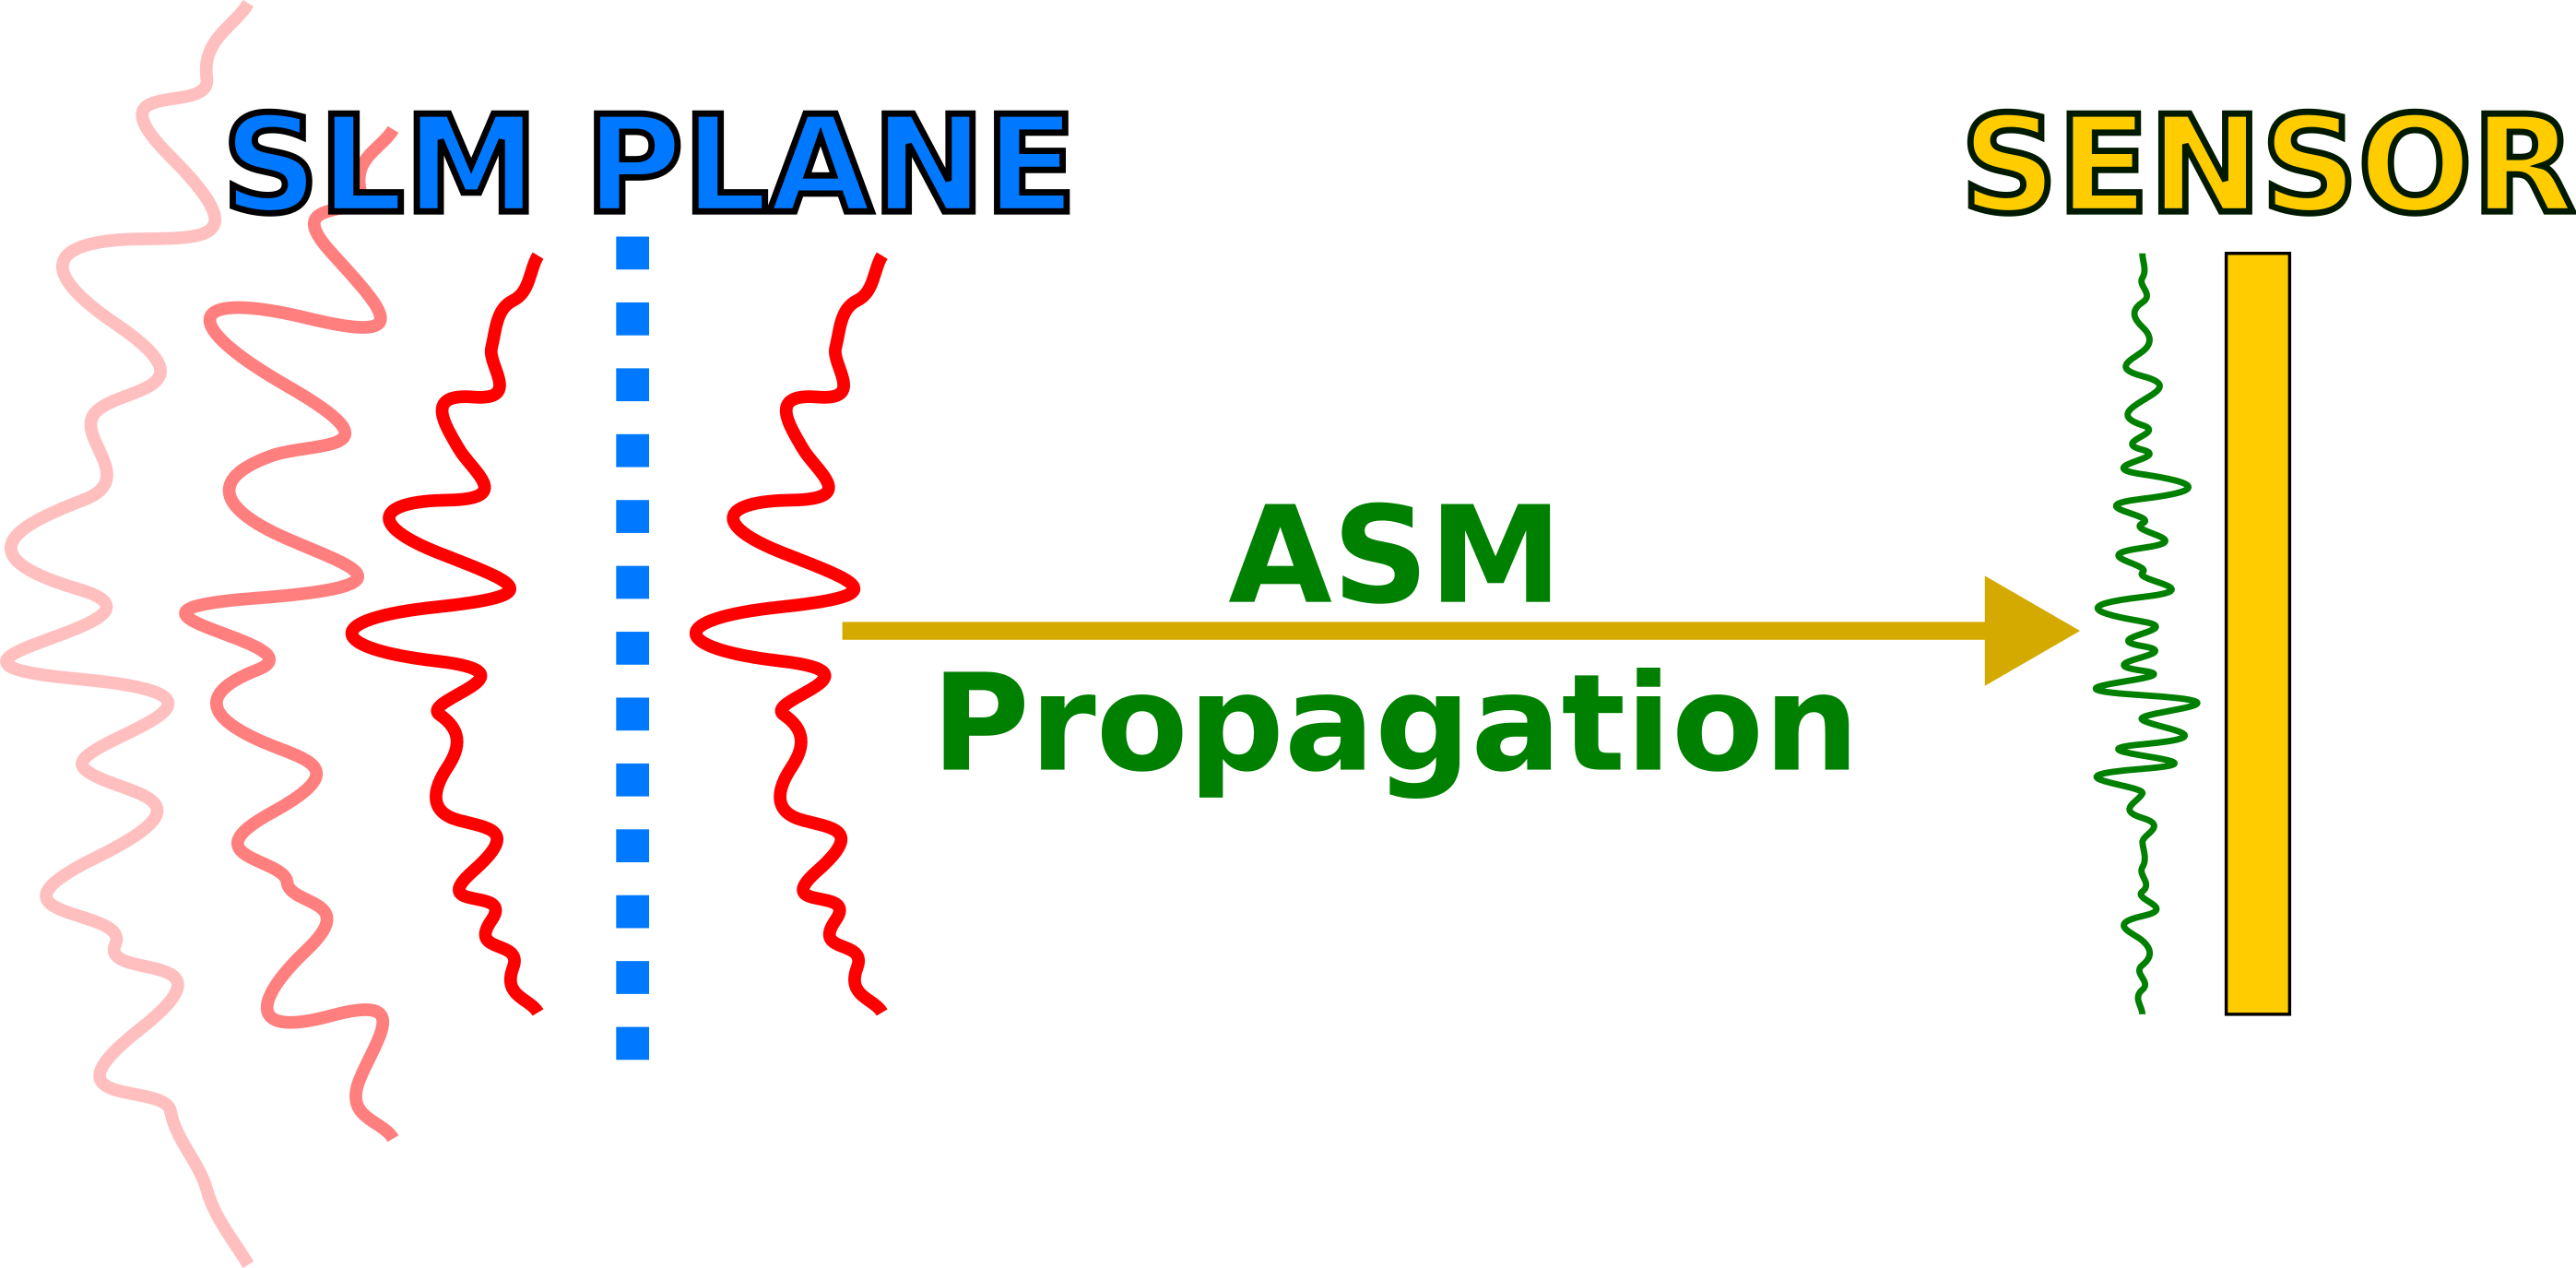 SLM PLANE
SENSOR
ASM
Propagation